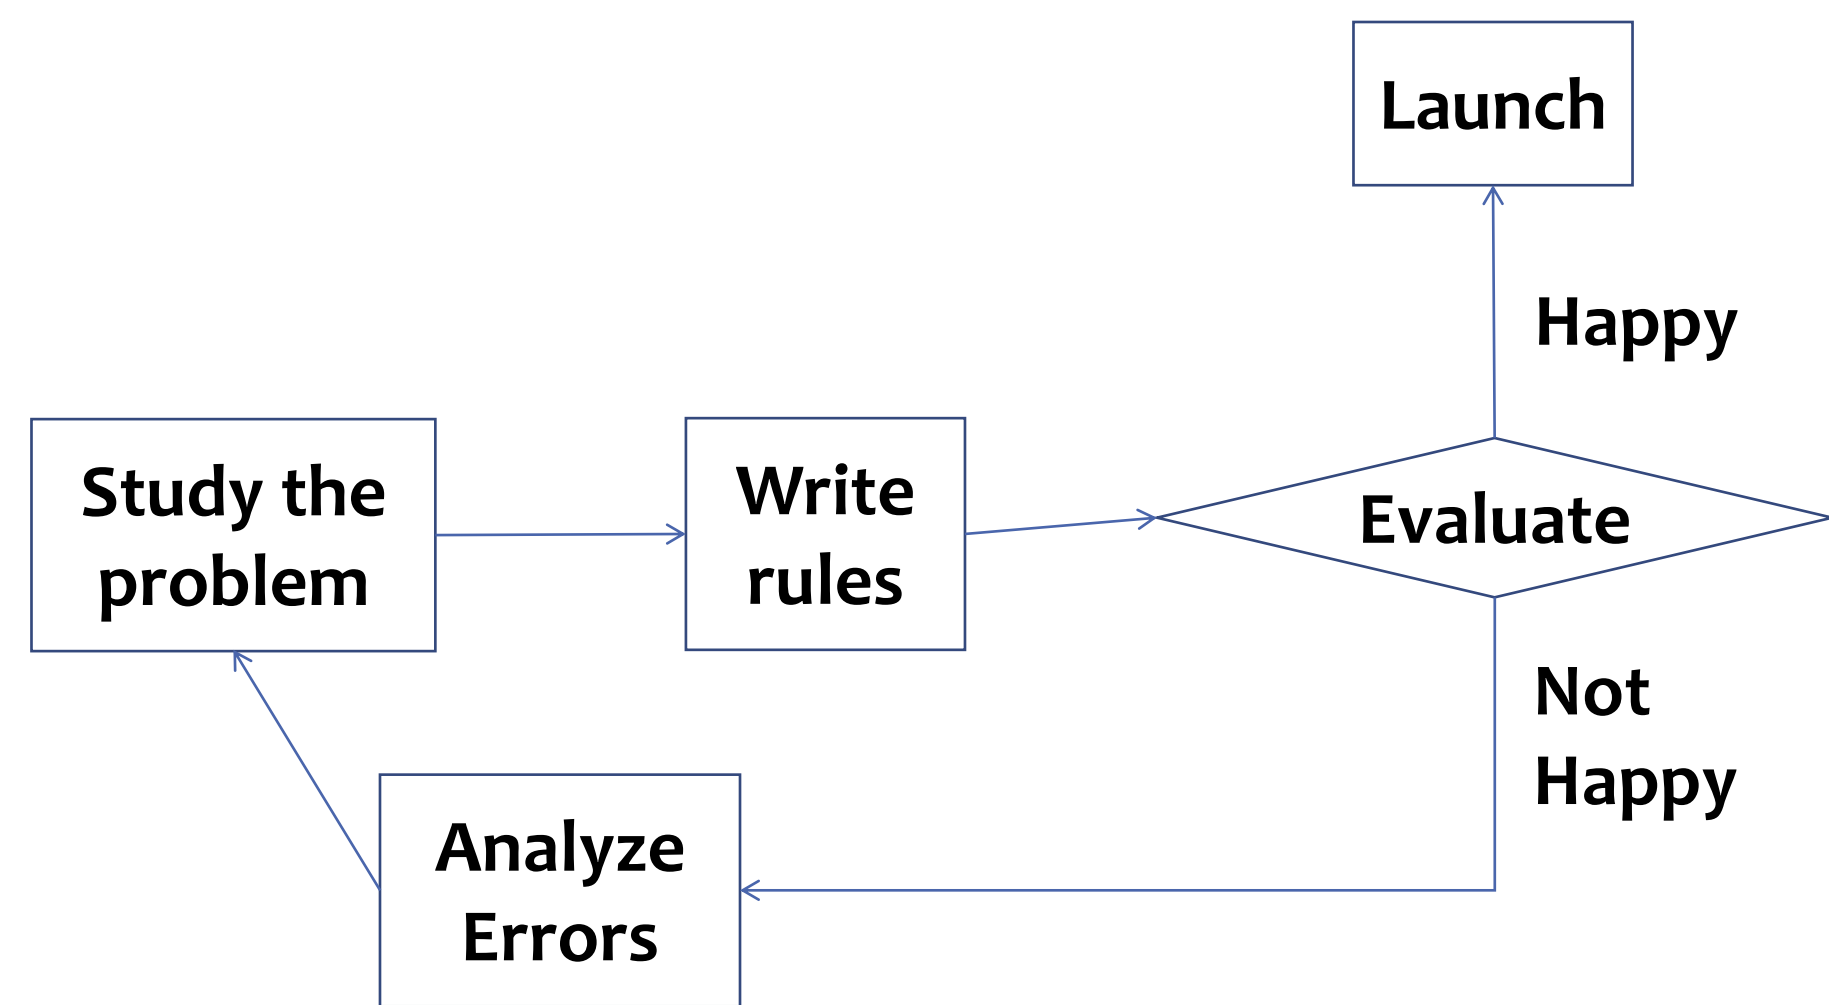 Launch
Happy
Study the
problem
Write
rules
Evaluate
Not
Happy
Analyze
Errors